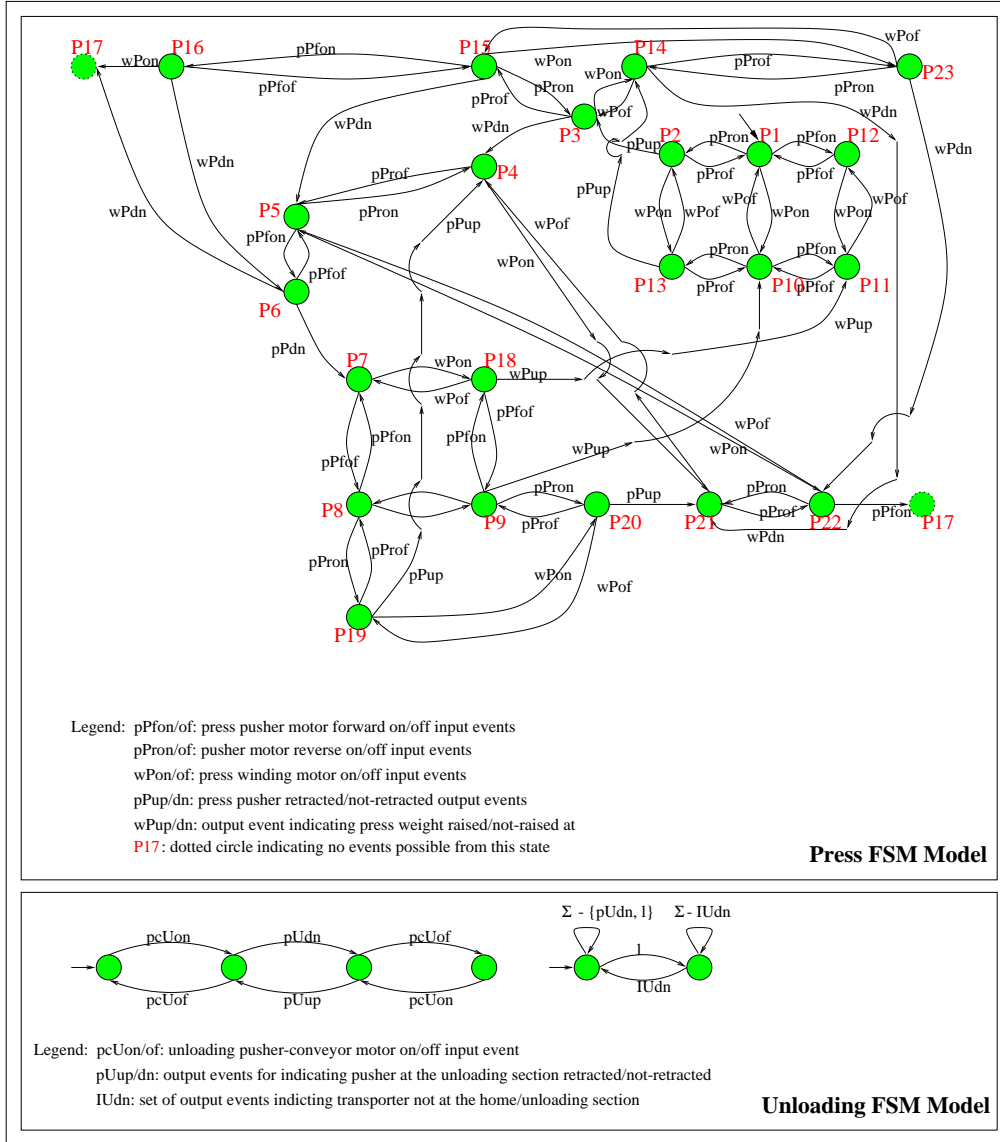 P17 P16 P15 P14 wPof
wPon pPfon wPon wPon pProf P23
pPfof pProf pPron pPron
wPof
wPdn P3 P2 pPron P1 pPfon P12
wPdn wPdn
pPup pProf pPfof
wPdn pProf P4
pPup
P5 pPron pPup wPof wPon wPof wPon wPon wPof
pPfon wPon
wPdn pPfof pPron pPfon
P6 P13 pProf P10 pPfof P11
pPdn wPup
P7 wPon P18
wPof wPup
pPfof
pPfon pPfon wPof
pPfof wPup wPon
pPron pPup pPron
P8 P9 pProf P20 P21 pProf P22 pPfon P17
pProf wPdn
pPron pPup wPon wPof
P19
Legend: pPfon/of: press pusher motor forward on/off input events
pPron/of: pusher motor reverse on/off input events
wPon/of: press winding motor on/off input events
pPup/dn: press pusher retracted/not-retracted output events
wPup/dn: output event indicating press weight raised/not-raised at
P17: dotted circle indicating no events possible from this state
Press FSM Model
Σ - {pUdn, l} Σ- IUdn
pcUon pUdn pcUof l
pcUof pUup pcUon IUdn
Legend: pcUon/of: unloading pusher-conveyor motor on/off input event
pUup/dn: output events for indicating pusher at the unloading section retracted/not-retracted
IUdn: set of output events indicting transporter not at the home/unloading section
Unloading FSM Model